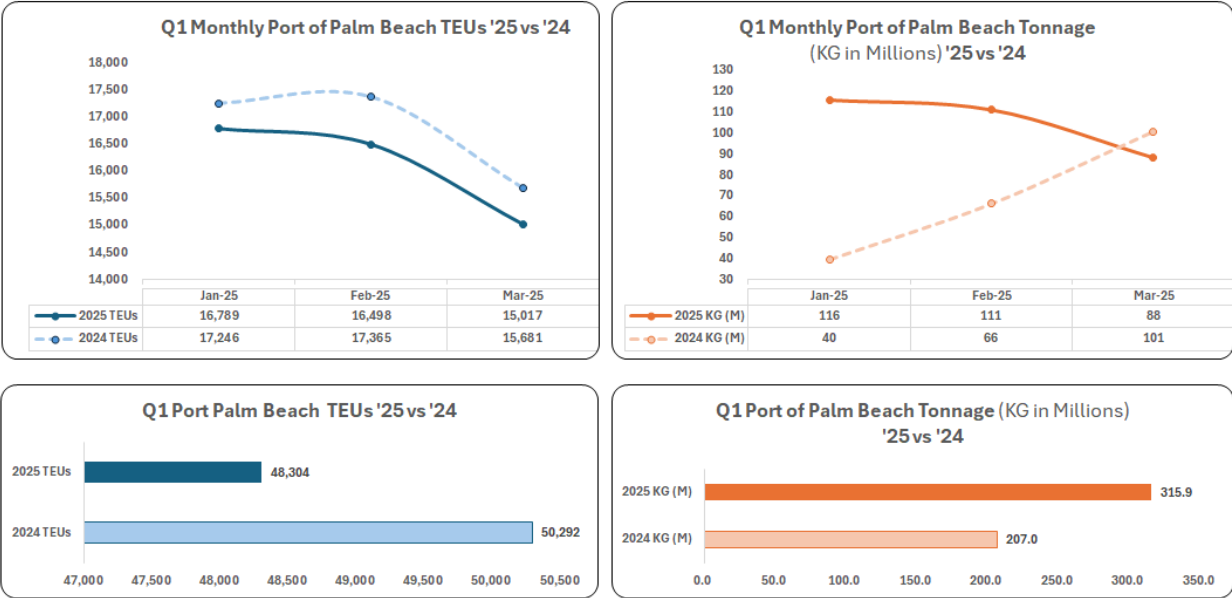 Q1 Monthly Port of Palm Beach TEUs '25 vs '24
18,000
17,500
17,000
16,500
16,000
15,500
15,000
14,500
14,000
Jan-25 Feb-25 Mar-25
2025 TEUs 16,789 16,498 15,017
2024 TEUs 17,246 17,365 15,681
Q1 Monthly Port of Palm Beach Tonnage
(KG in Millions) '25 vs '24
130
120
110
100
90
80
70
60
50
40
30
Jan-25 Feb-25 Mar-25
2025 KG (M) 116 111 88
2024 KG (M) 40 66 101
Q1 Port Palm Beach TEUs '25 vs '24
2025 TEUs 48,304
2024 TEUs 50,292
47,000 47,500 48,000 48,500 49,000 49,500 50,000 50,500
Q1 Port of Palm Beach Tonnage (KG in Millions)
'25 vs '24
2025 KG (M) 315.9
2024 KG (M) 207.0
0.0 50.0 100.0 150.0 200.0 250.0 300.0 350.0